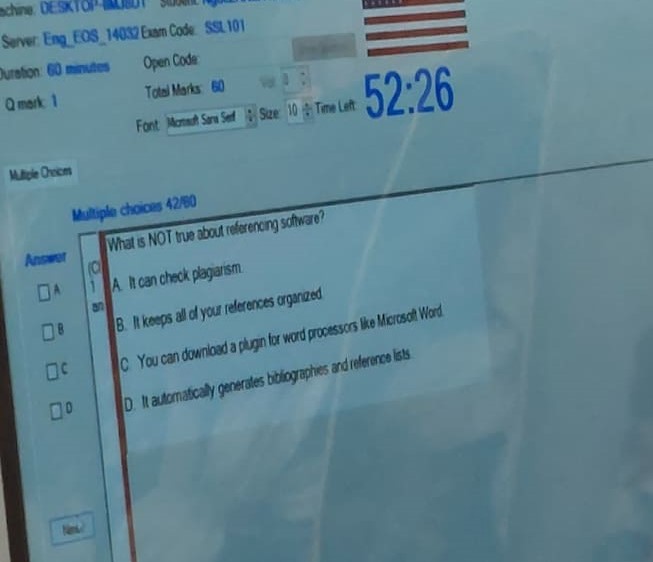 Server: Eng_EOS_14032 Exam Code: SSL101
Duration: 60 minutes Open Code:
Q mark: 1 Total Marks: 60 Vol
Font: Microsoft Sans Serif Size: 10 Time Left: 52:26
Multiple Choices
Multiple choices 42/60
Answer
What is NOT true about referencing software?
A A. It can check plagiarism.
B B. It keeps all of your references organized.
C C. You can download a plugin for word processors like Microsoft Word.
D D. It automatically generates bibliographies and reference lists.
Next